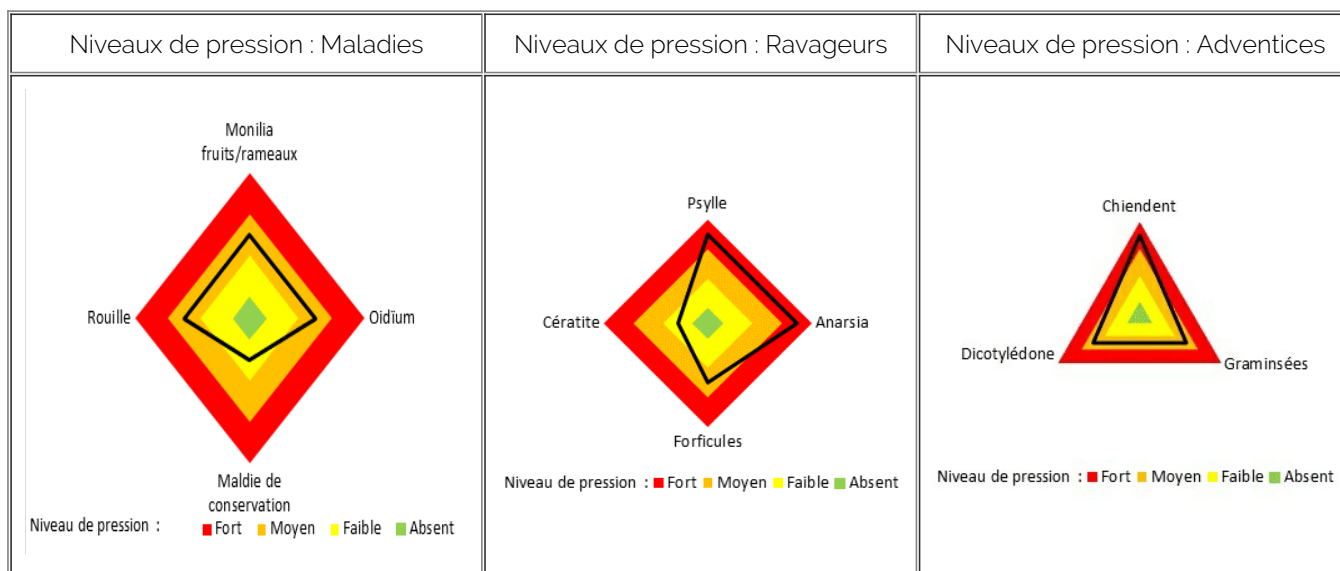 Niveaux de pression : Maladies
Niveaux de pression : Ravageurs
Niveaux de pression : Adventices
Monilia
fruits/rameaux
Rouille
Oidïum
Maldie de
conservation
Niveau de pression :
Fort Moyen Faible Absent
Psylle
Cératite
Anarsia
Forficules
Niveau de pression : Fort Moyen Faible Absent
Chiendent
Dicotylédone
Graminsées
Niveau de pression : Fort Moyen Faible Absent